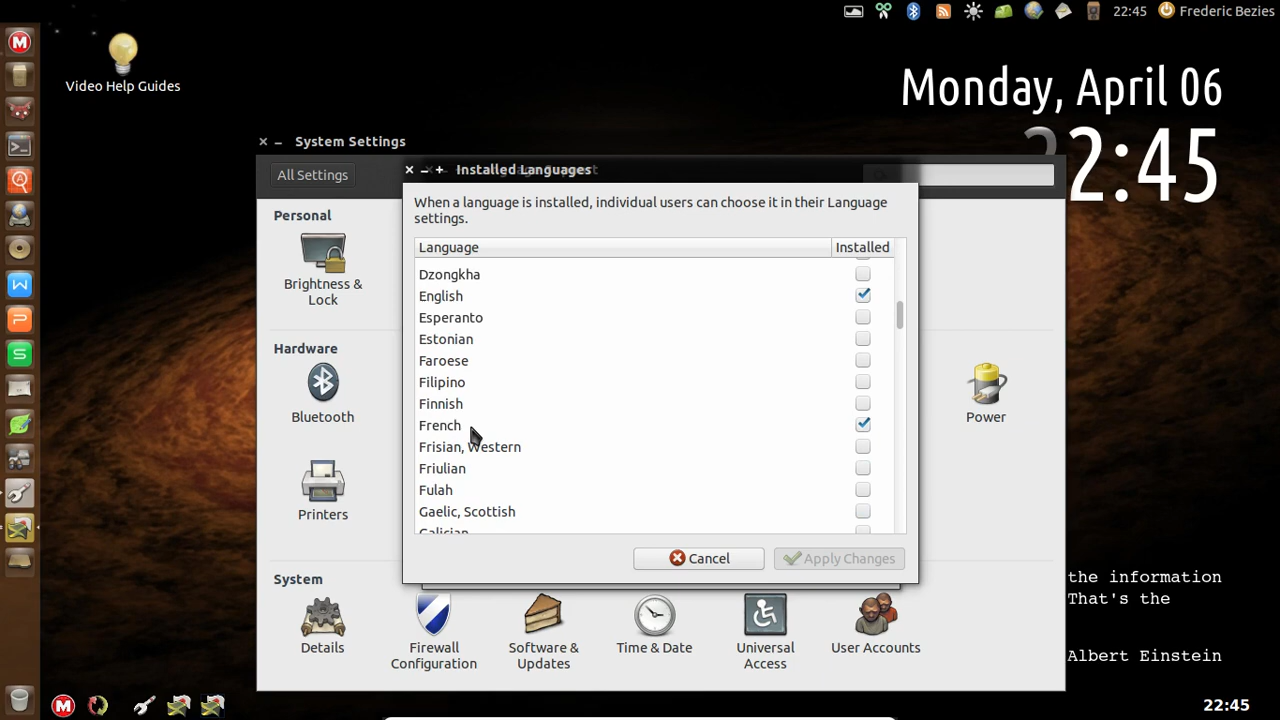 22:45
Frederic Bezies
Video Help Guides
Monday, April 06
22:45
System Settings
All Settings
Installed Languages
When a language is installed, individual users can choose it in their Language
settings.
Language Installed
Dzongkha
English
Esperanto
Estonian
Faroese
Filipino
Finnish
French
Frisian, Western
Friulian
Fulah
Gaelic, Scottish
Galician
Cancel
Apply Changes
Personal
Brightness &
Lock
Hardware
Bluetooth
Power
Printers
System
Details
Firewall
Configuration
Software &
Updates
Time & Date
Universal
Access
User Accounts
the information
That's the
Albert Einstein
22:45